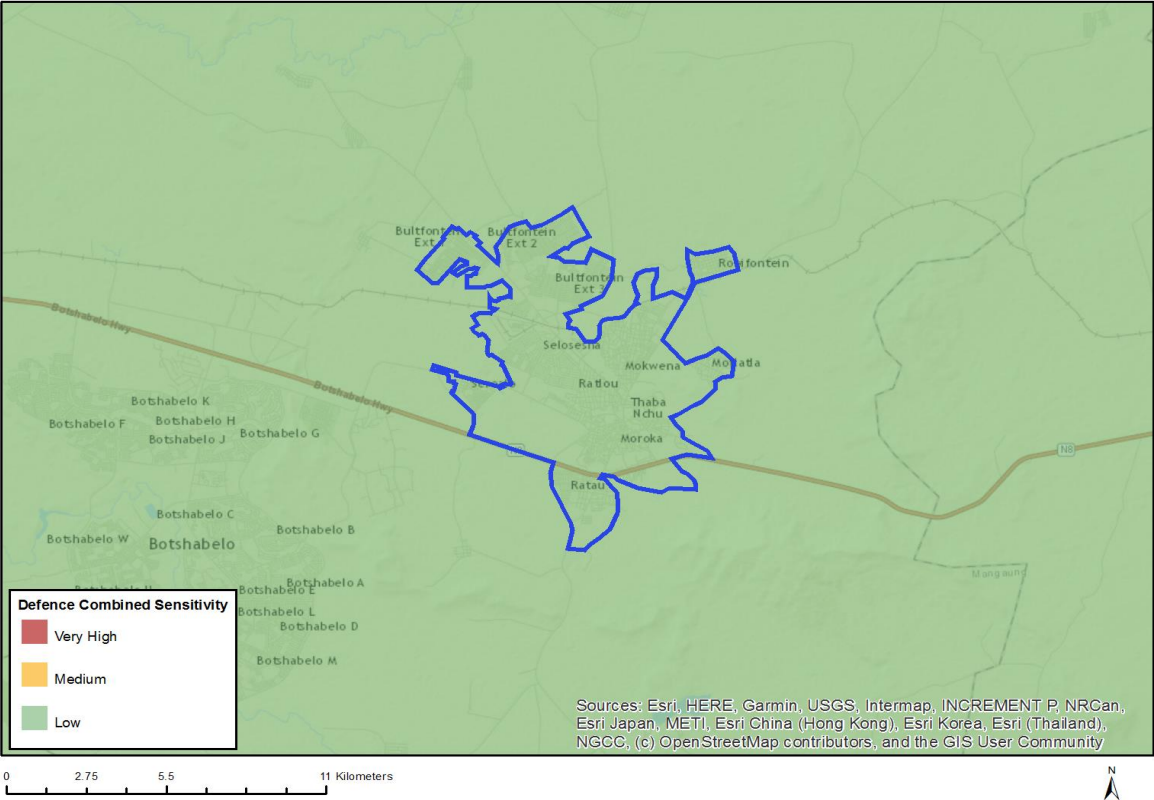 Bultfontein
Ext
Bultfontein
Ext 2
Rooifontein
Bultfontein
Ext 3
Botshabelo Hwy
Selosesha
Mokwena
Motlatla
Ratlou
Botshabelo Hwy
Botshabelo K
Thaba
Nchu
Botshabelo F
Botshabelo H
Botshabelo G
Botshabelo J
Moroka
N8
N8
Ratau
Botshabelo C
Botshabelo B
Botshabelo W
Botshabelo
Mangaung
Botshabelo A
Botshabelo E
Botshabelo L
Botshabelo D
Botshabelo M
Defence Combined Sensitivity
Very High
Medium
Low
Sources: Esri, HERE, Garmin, USGS, Intermap, INCREMENT P, NRCan,
Esri Japan, METI, Esri China (Hong Kong), Esri Korea, Esri (Thailand),
NGCC, (c) OpenStreetMap contributors, and the GIS User Community
0 2.75 5.5 11 Kilometers
N